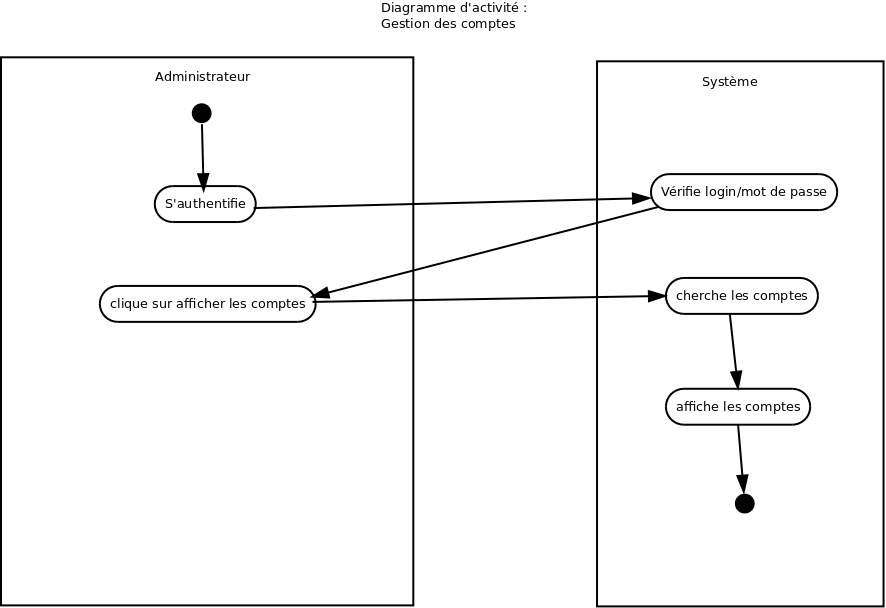 Diagramme d'activité :
Gestion des comptes
Administrateur
Système
S'authentifie
Vérifie login/mot de passe
clique sur afficher les comptes
cherche les comptes
affiche les comptes